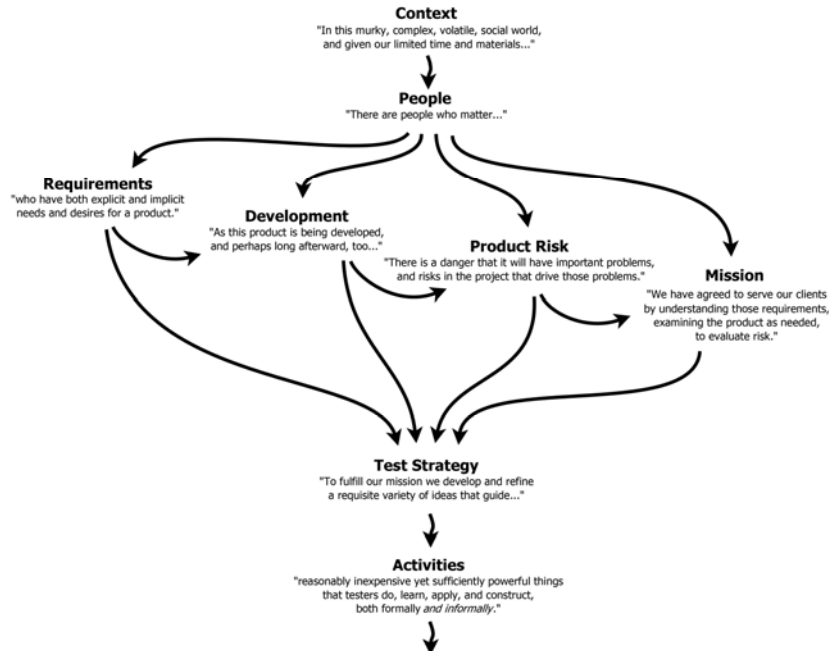 Context
"In this murky, complex, volatile, social world,
and given our limited time and materials..."
People
"There are people who matter..."
Requirements
"who have both explicit and implicit
needs and desires for a product."
Development
"As this product is being developed,
and perhaps long afterward, too..."
Product Risk
"There is a danger that it will have important problems,
and risks in the project that drive those problems."
Mission
"We have agreed to serve our clients
by understanding those requirements,
examining the product as needed,
to evaluate risk."
Test Strategy
"To fulfill our mission we develop and refine
a requisite variety of ideas that guide..."
Activities
"reasonably inexpensive yet sufficiently powerful things
that testers do, learn, apply, and construct,
both formally and informally."